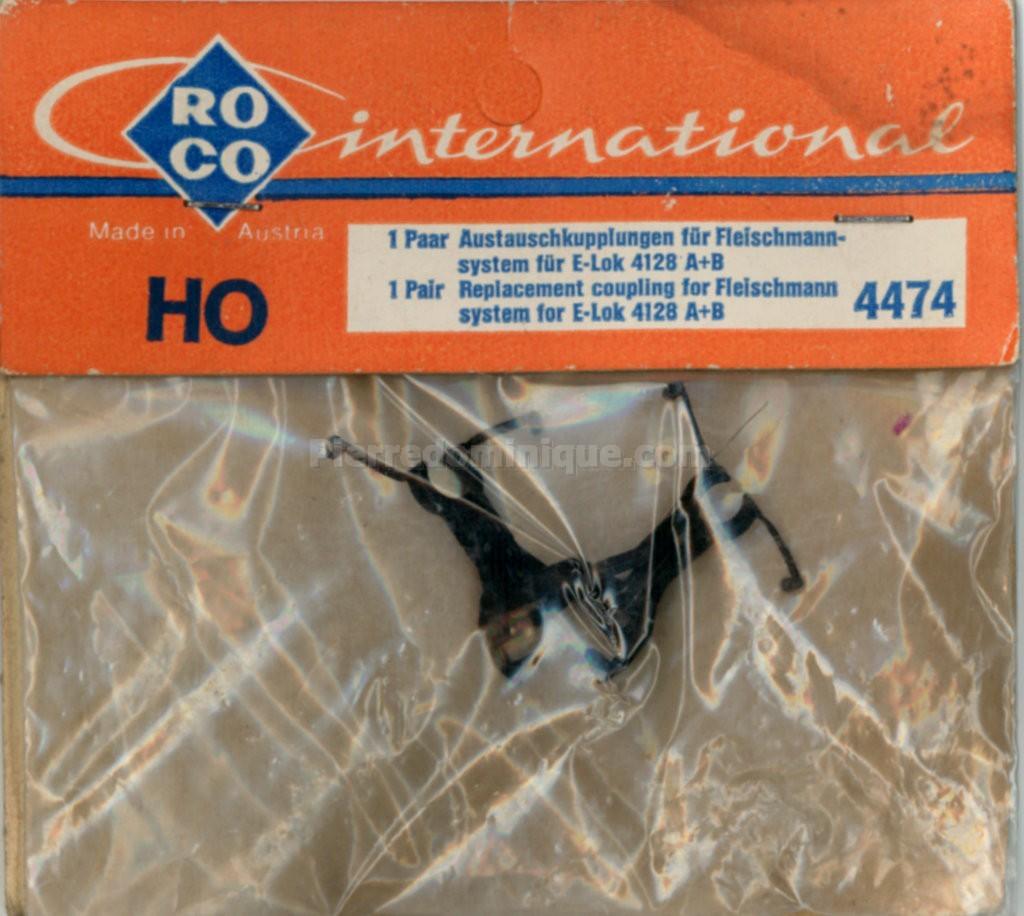 RO
CO
international
Made in Austria
HO
1 Paar Austauschkupplungen für Fleischmann-
system für E-Lok 4128 A+B
1 Pair Replacement coupling for Fleischmann
system for E-Lok 4128 A+B
4474
Pierredominique.com